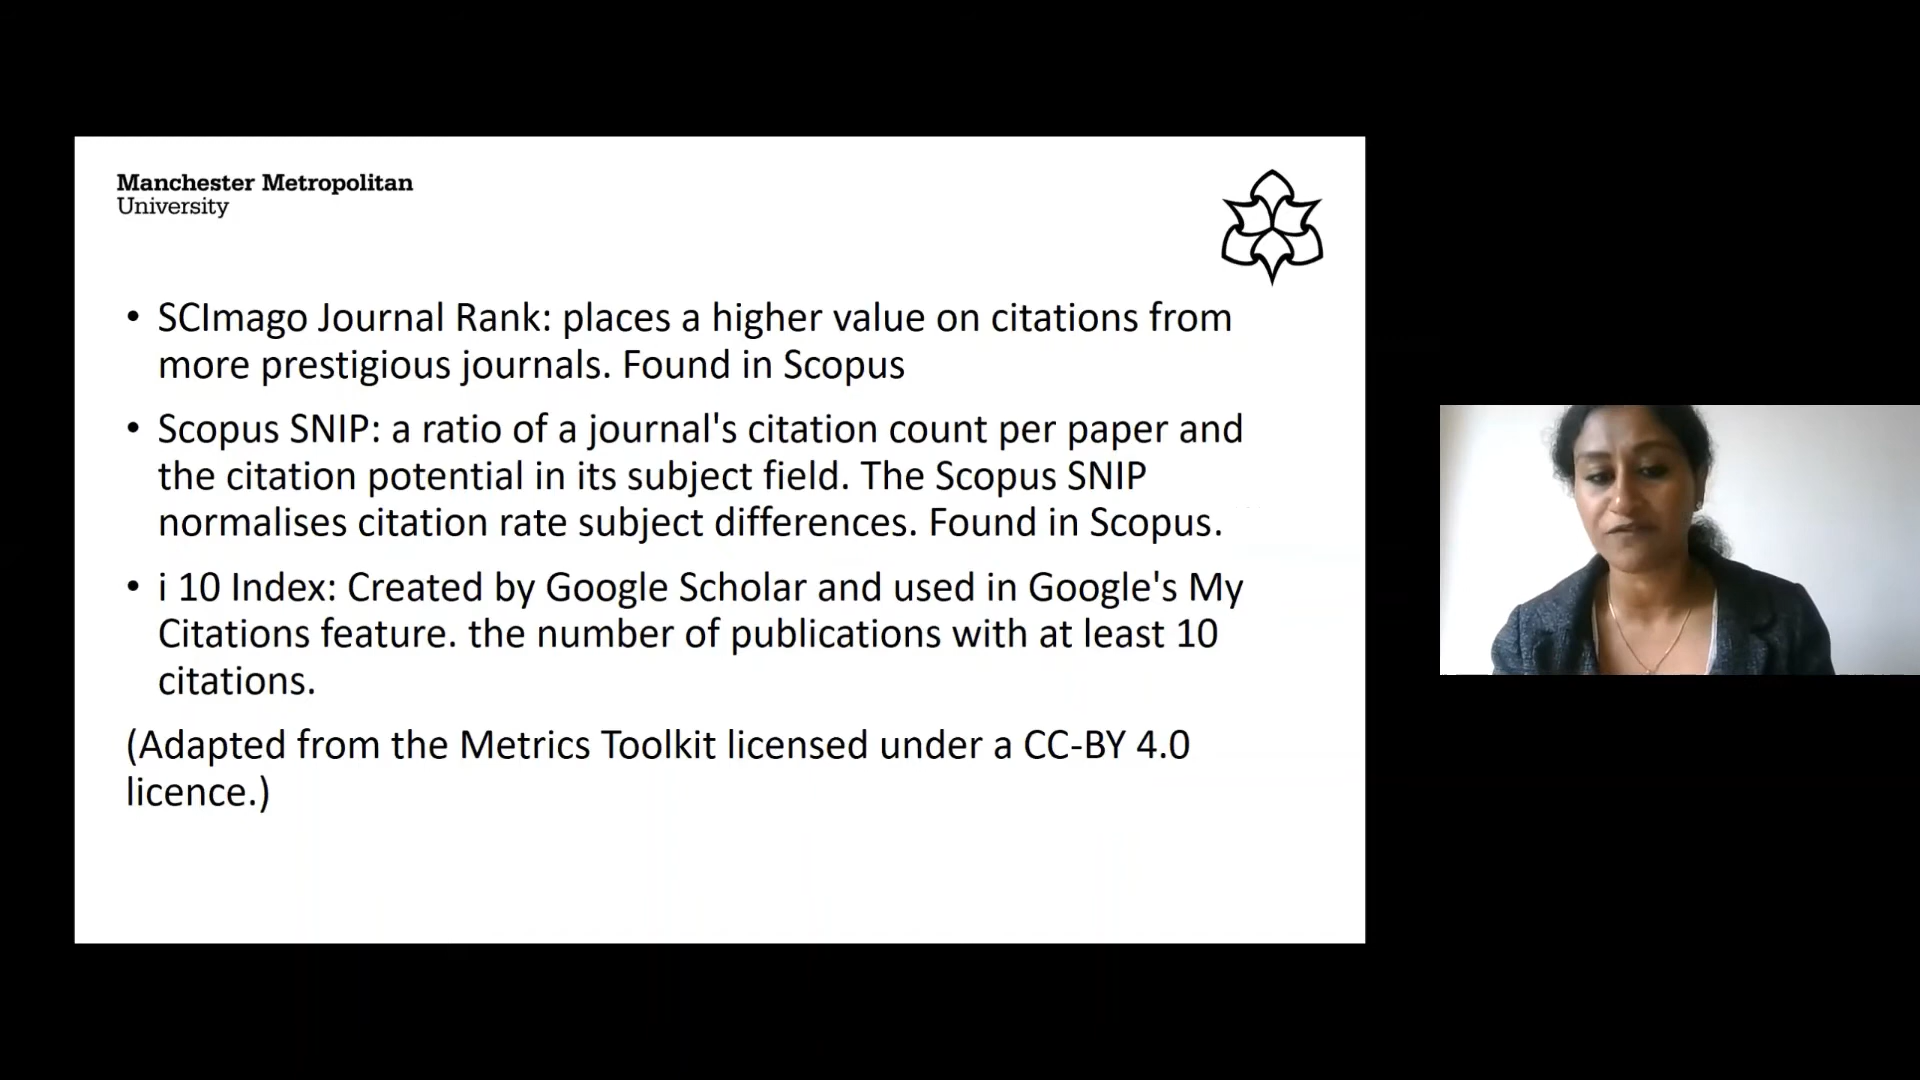 Manchester Metropolitan
University
• SCImago Journal Rank: places a higher value on citations from
more prestigious journals. Found in Scopus
• Scopus SNIP: a ratio of a journal's citation count per paper and
the citation potential in its subject field. The Scopus SNIP
normalises citation rate subject differences. Found in Scopus.
• i 10 Index: Created by Google Scholar and used in Google's My
Citations feature. the number of publications with at least 10
citations.
(Adapted from the Metrics Toolkit licensed under a CC-BY 4.0
licence.)